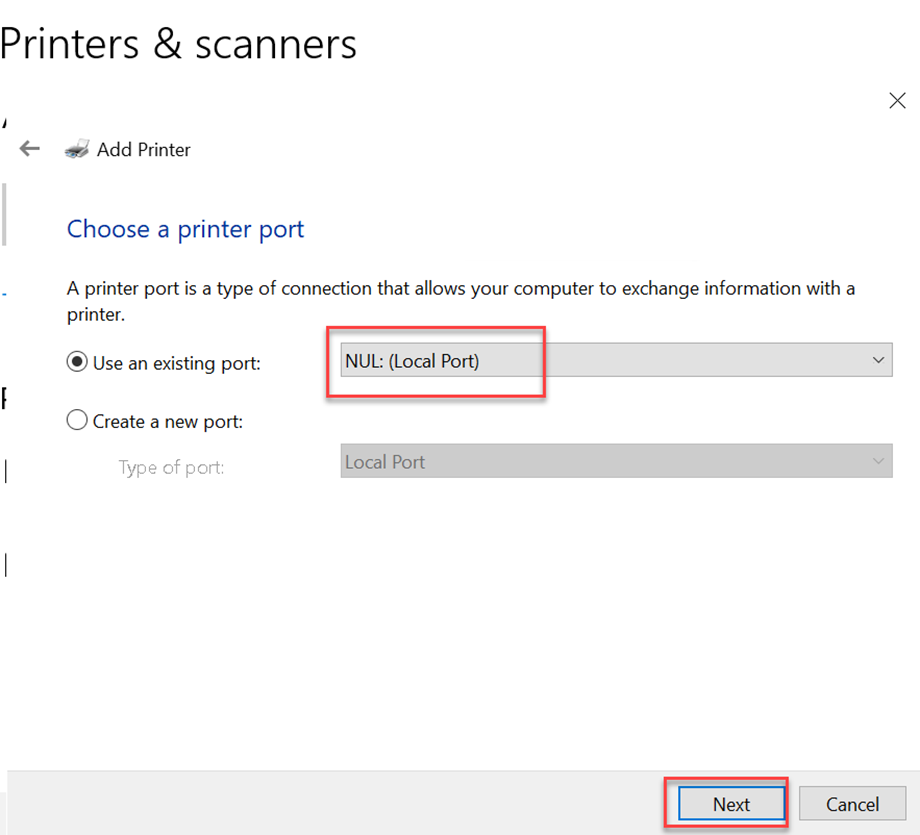 Printers & scanners
Add Printer
Choose a printer port
A printer port is a type of connection that allows your computer to exchange information with a
printer.
Use an existing port:
NUL: (Local Port)
Create a new port:
Type of port:
Local Port
Next
Cancel